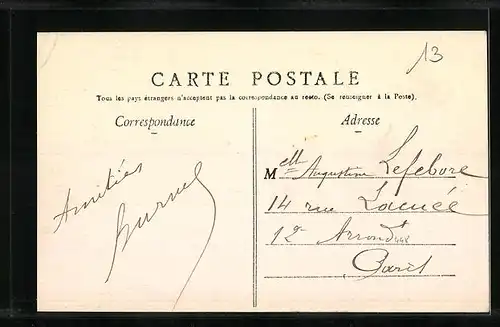 13
CARTE POSTALE
Tous les pays étrangers n'acceptent pas la correspondance au recto. (Se renseigner à la Poste).
Correspondance
Adresse
Amitiés
Melle Augustine Lefebvre
14 rue Lacuée
12e Arrondt
Paris